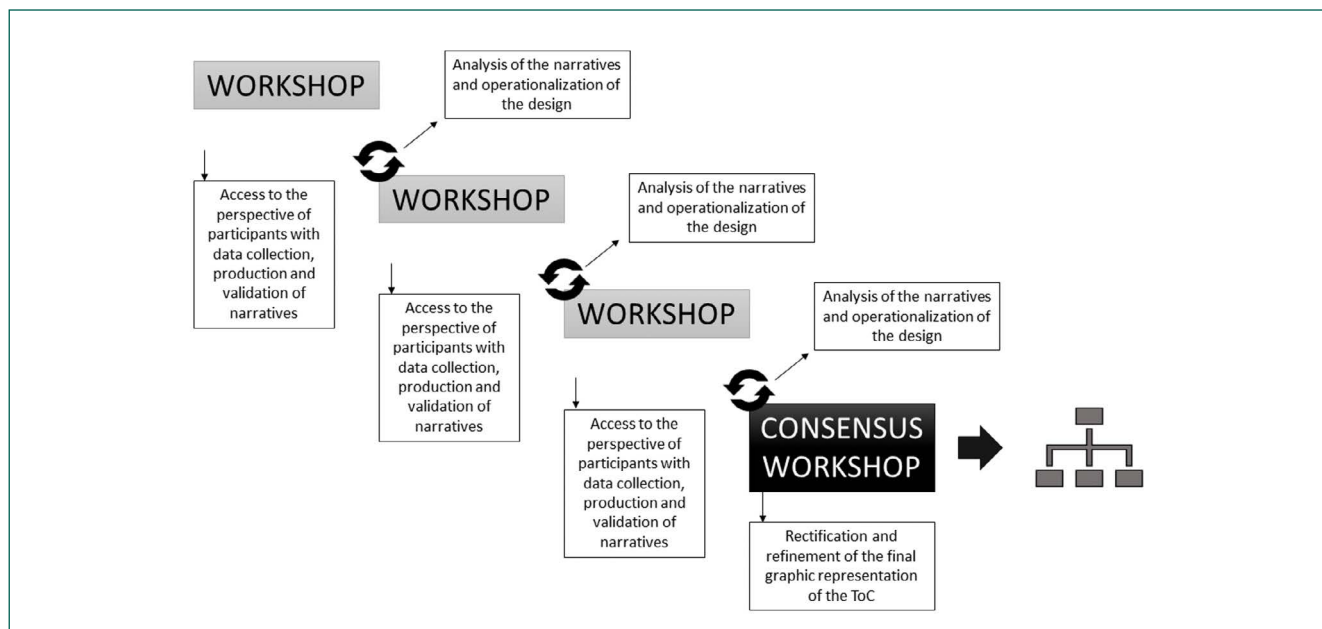 WORKSHOP
Analysis of the narratives
and operationalization of
the design
Access to the
perspective of
participants with
data collection,
production and
validation of
narratives
WORKSHOP
Analysis of the narratives
and operationalization of
the design
Access to the
perspective of
participants with
data collection,
production and
validation of
narratives
WORKSHOP
Analysis of the narratives
and operationalization of
the design
Access to the
perspective of
participants with
data collection,
production and
validation of
narratives
CONSENSUS
WORKSHOP
Rectification and
refinement of the final
graphic representation
of the ToC